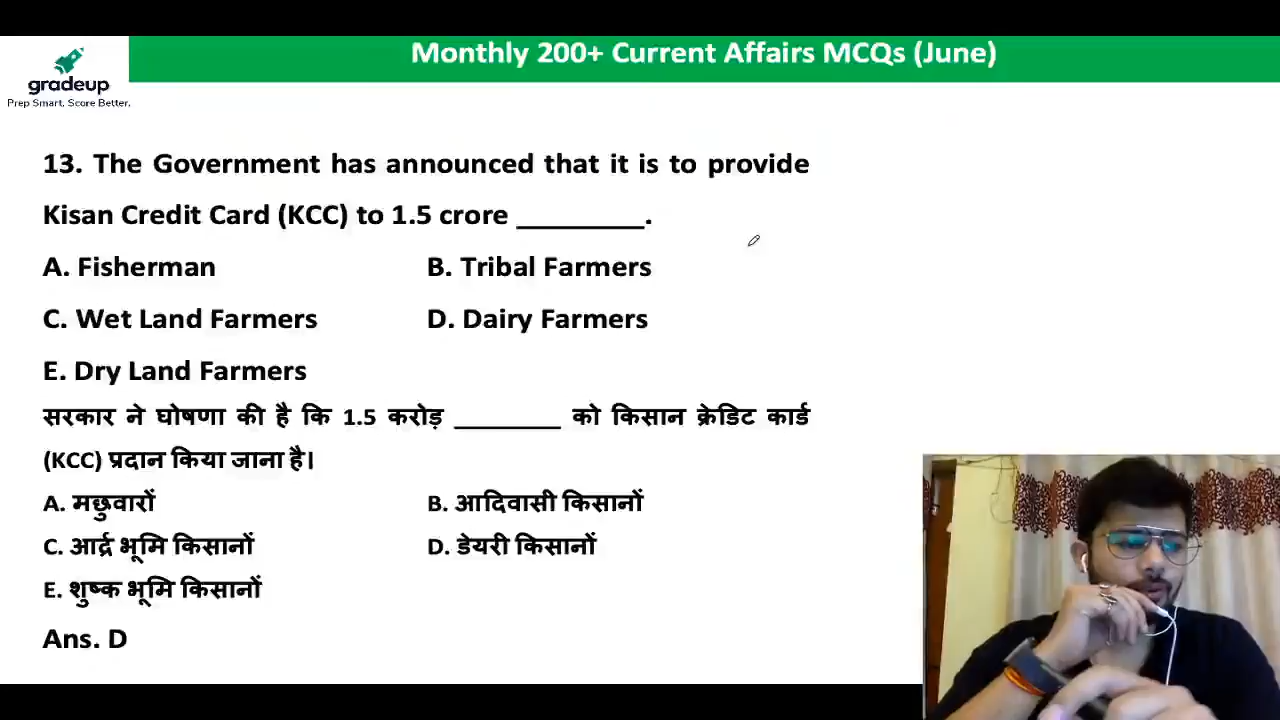 Monthly 200+ Current Affairs MCQs (June)
gradeup
Prep Smart. Score Better.
13. The Government has announced that it is to provide
Kisan Credit Card (KCC) to 1.5 crore _________.
A. Fisherman B. Tribal Farmers
C. Wet Land Farmers D. Dairy Farmers
E. Dry Land Farmers
सरकार ने घोषणा की है कि 1.5 करोड़ _________ को किसान क्रेडिट कार्ड
(KCC) प्रदान किया जाना है।
A. मछुवारों B. आदिवासी किसानों
C. आर्द्र भूमि किसानों D. डेयरी किसानों
E. शुष्क भूमि किसानों
Ans. D